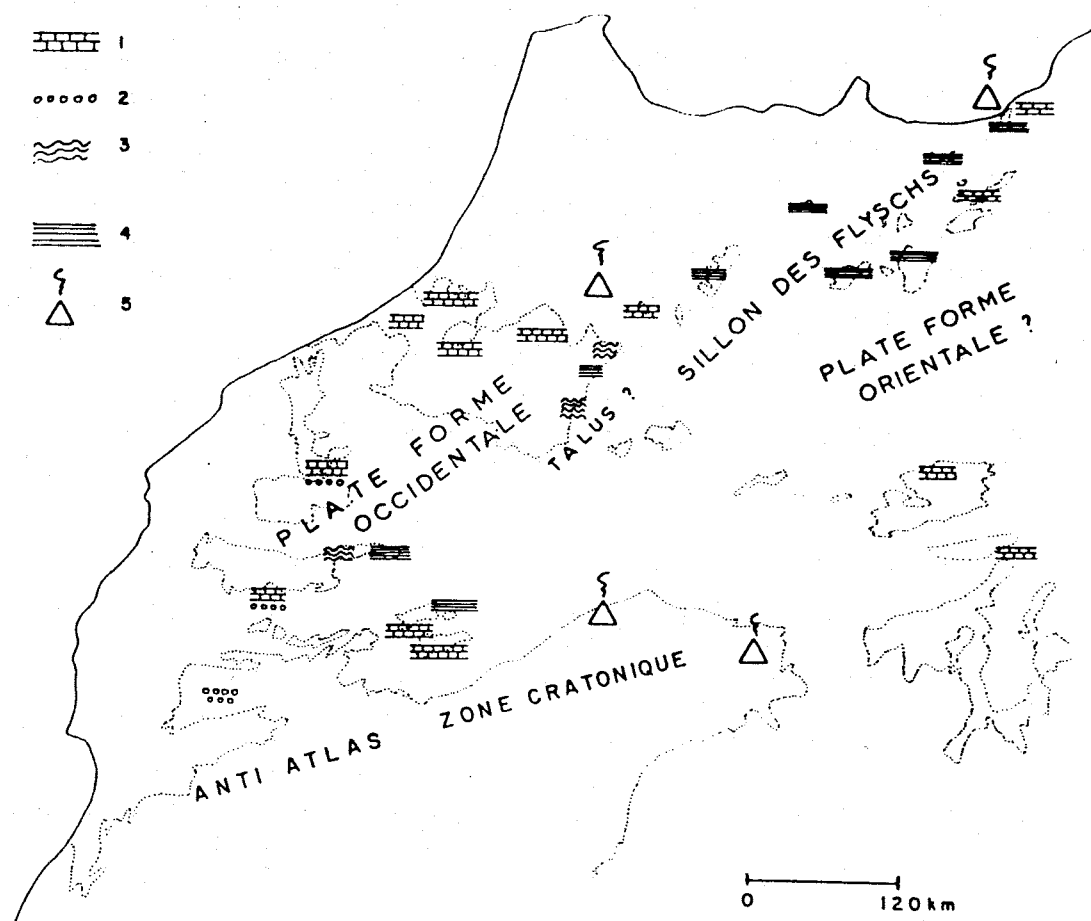 1
2
3
4
5
SILLON DES FLYSCHS
PLATE FORME
ORIENTALE ?
PLATE FORME
OCCIDENTALE
TALUS ?
ZONE CRATONIQUE
ANTI ATLAS
0 120 km